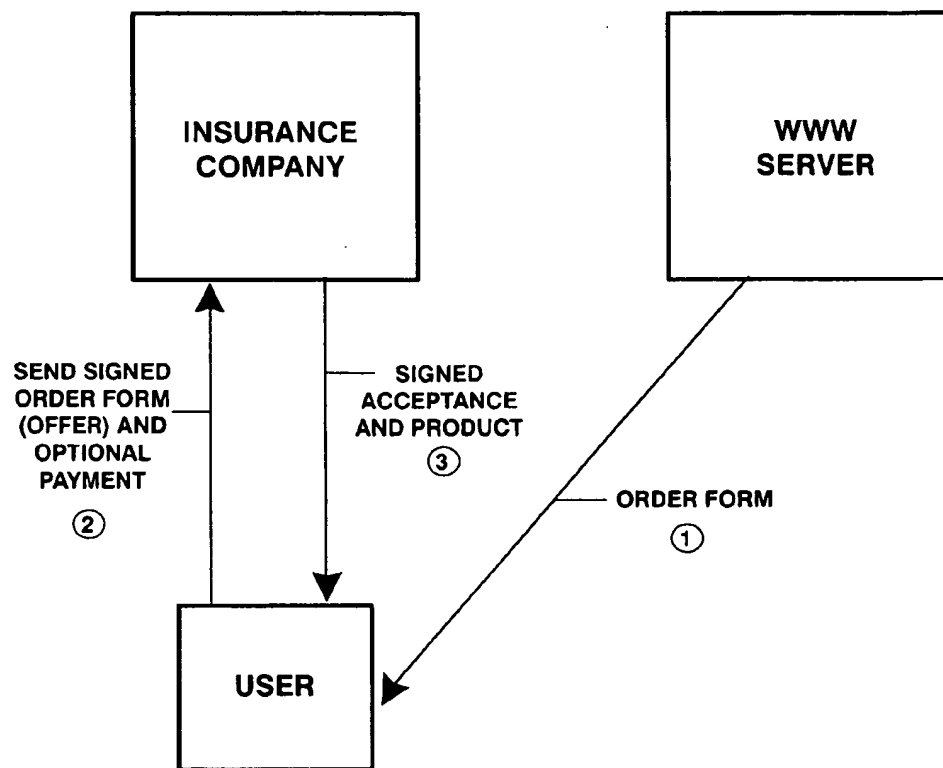 INSURANCE
COMPANY
WWW
SERVER
SEND SIGNED
ORDER FORM
(OFFER) AND
OPTIONAL
PAYMENT
2
SIGNED
ACCEPTANCE
AND PRODUCT
3
ORDER FORM
1
USER